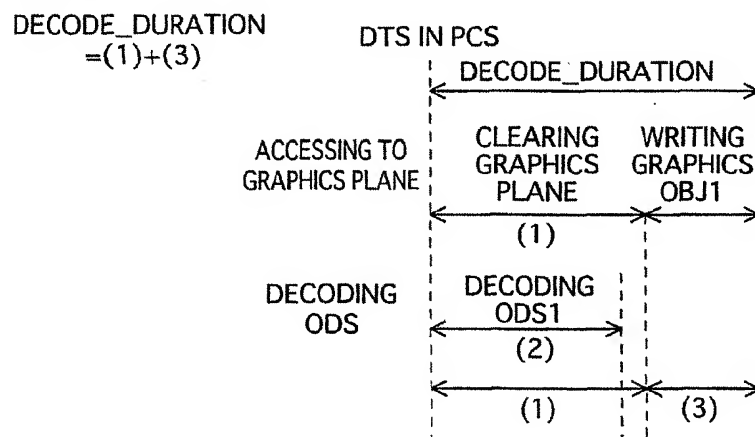 DECODE_DURATION
=(1)+(3)
DTS IN PCS
DECODE_DURATION
ACCESSING TO
GRAPHICS PLANE
CLEARING
GRAPHICS
PLANE
WRITING
GRAPHICS
OBJ1
(1)
DECODING
ODS
DECODING
ODS1
(2)
(1)
(3)